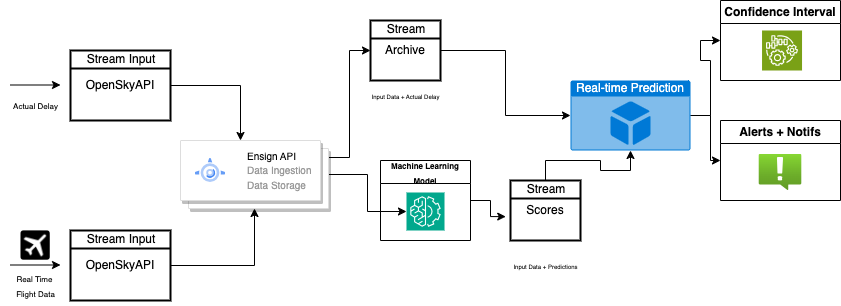 Stream Input
OpenSkyAPI
Actual Delay
Ensign API
Data Ingestion
Data Storage
Real Time
Flight Data
Stream Input
OpenSkyAPI
Stream
Archive
Input Data + Actual Delay
Machine Learning
Model
Stream
Scores
Input Data + Predictions
Real-time Prediction
Confidence Interval
Alerts + Notifs